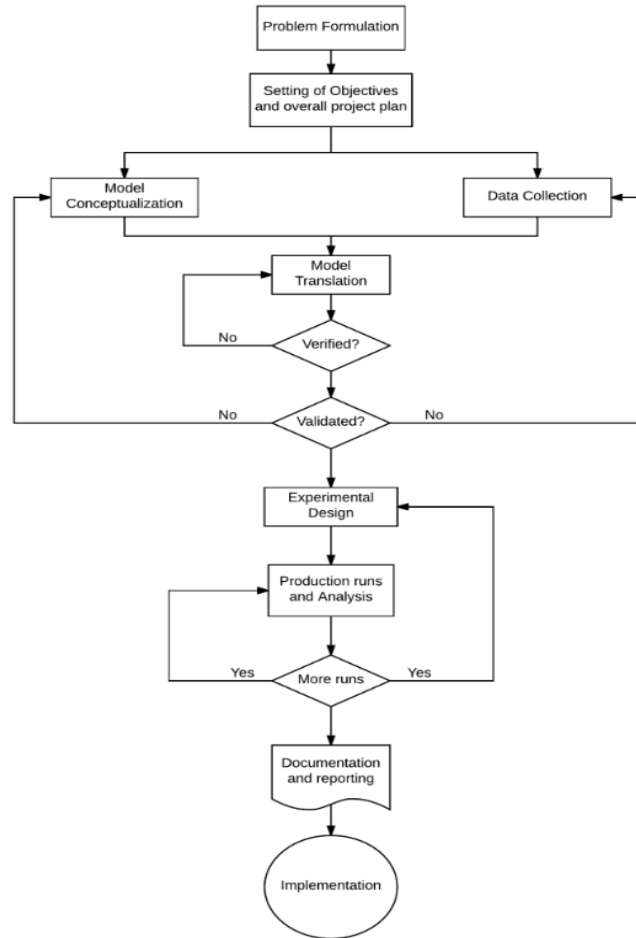 Problem Formulation
Setting of Objectives
and overall project plan
Model
Conceptualization
Data Collection
Model
Translation
No
Verified?
No
Validated?
No
Experimental
Design
Production runs
and Analysis
Yes
More runs
Yes
Documentation
and reporting
Implementation